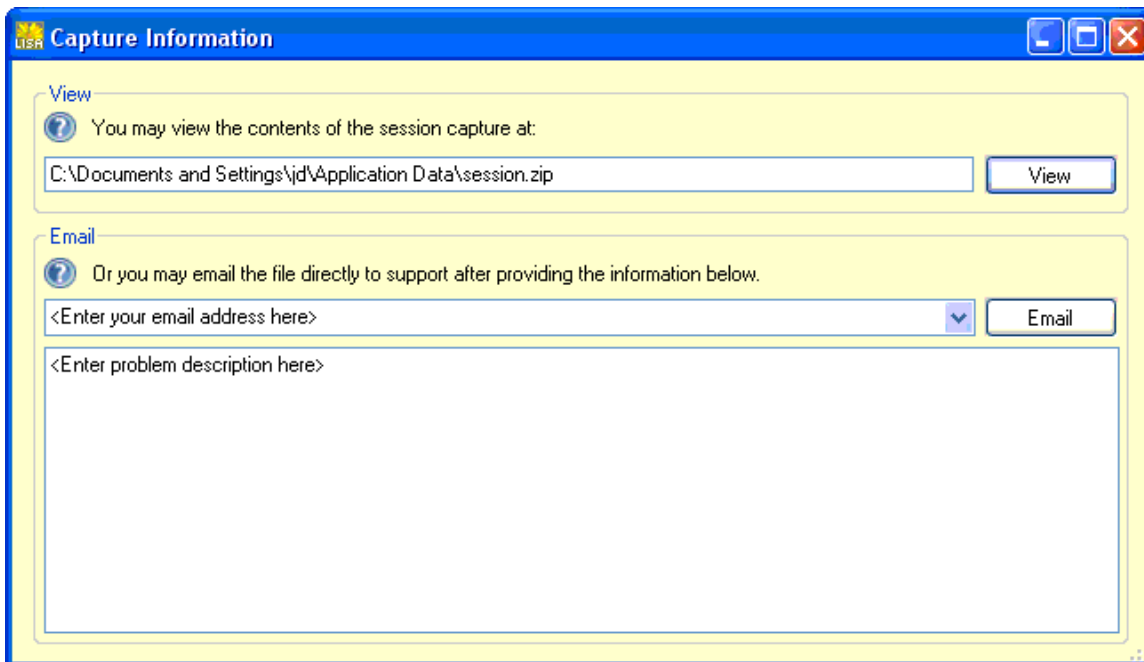 LISA Capture Information
View
You may view the contents of the session capture at:
C:\Documents and Settings\jd\Application Data\session.zip View
Email
Or you may email the file directly to support after providing the information below.
<Enter your email address here> Email
<Enter problem description here>